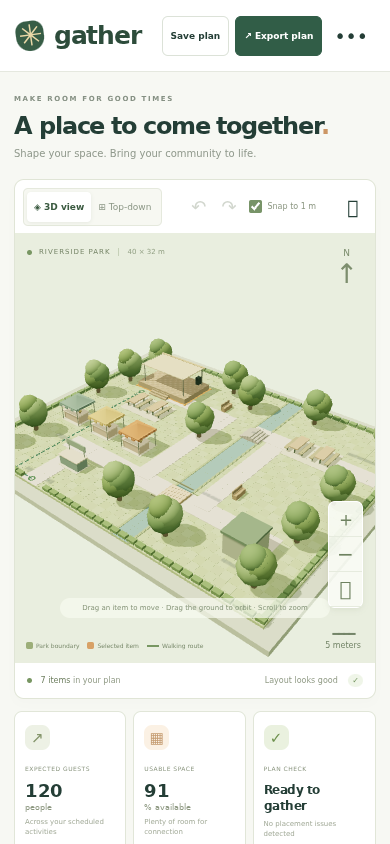 gather
Save plan
↗ Export plan
•••
MAKE ROOM FOR GOOD TIMES
A place to come together.
Shape your space. Bring your community to life.
◈ 3D view
⊞ Top-down
↶ ↷
Snap to 1 m
RIVERSIDE PARK | 40 × 32 m
N
↑
+
−
Drag an item to move · Drag the ground to orbit · Scroll to zoom
Park boundary
Selected item
Walking route
5 meters
7 items in your plan
Layout looks good ✓
↗
EXPECTED GUESTS
120
people
Across your scheduled
activities
▦
USABLE SPACE
91
% available
Plenty of room for
connection
✓
PLAN CHECK
Ready to
gather
No placement issues
detected